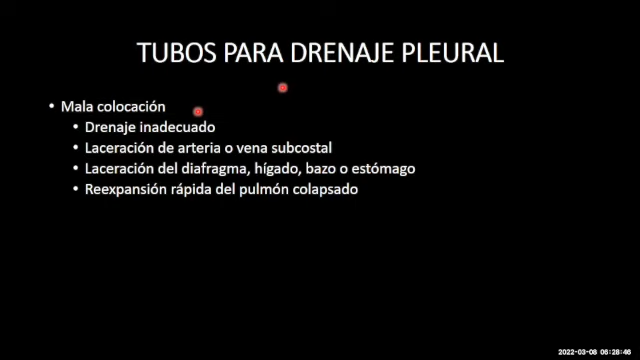 TUBOS PARA DRENAJE PLEURAL
• Mala colocación
• Drenaje inadecuado
• Laceración de arteria o vena subcostal
• Laceración del diafragma, hígado, bazo o estómago
• Reexpansión rápida del pulmón colapsado
2022-03-08 06:28:46